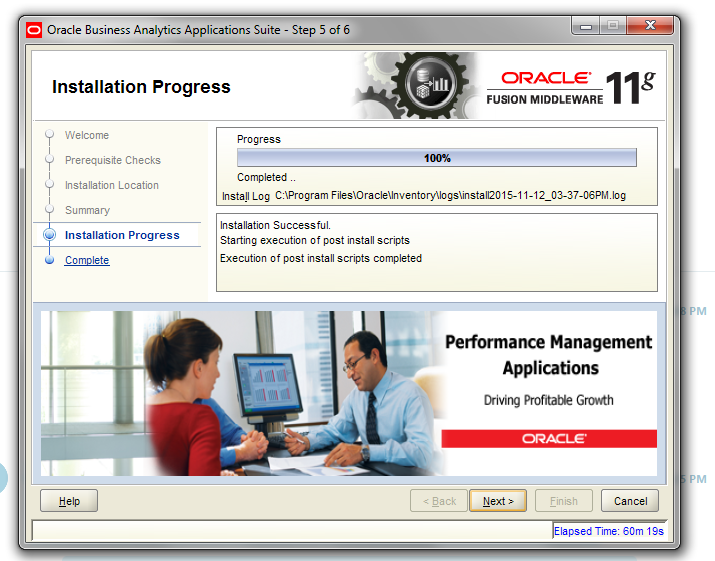 Oracle Business Analytics Applications Suite - Step 5 of 6
Installation Progress
ORACLE
FUSION MIDDLEWARE
11g
Welcome
Prerequisite Checks
Installation Location
Summary
Installation Progress
Complete
Progress
100%
Completed ..
Install Log C:\Program Files\Oracle\Inventory\logs\install2015-11-12_03-37-06PM.log
Installation Successful.
Starting execution of post install scripts
Execution of post install scripts completed
Performance Management
Applications
Driving Profitable Growth
ORACLE
Help
< Back
Next >
Finish
Cancel
Elapsed Time: 60m 19s
PM
PM